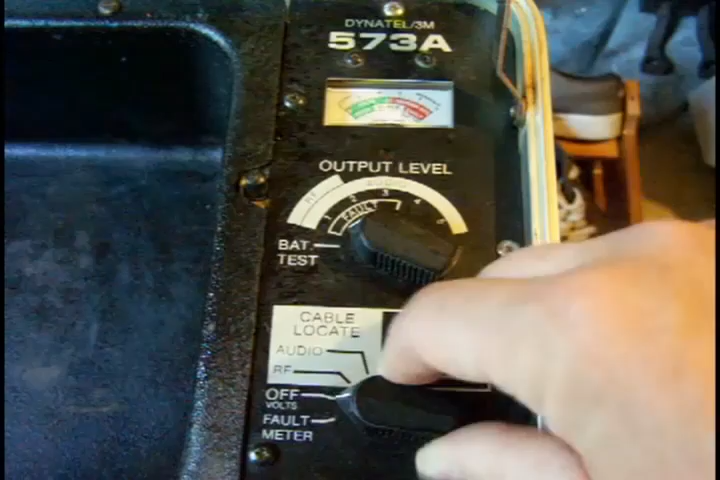 DYNATEL/3M
573A
OUTPUT LEVEL
RF AUDIO
1 2 3 4 5
FAULT
BAT.
TEST
CABLE
LOCATE
AUDIO
RF
OFF
VOLTS
FAULT
METER